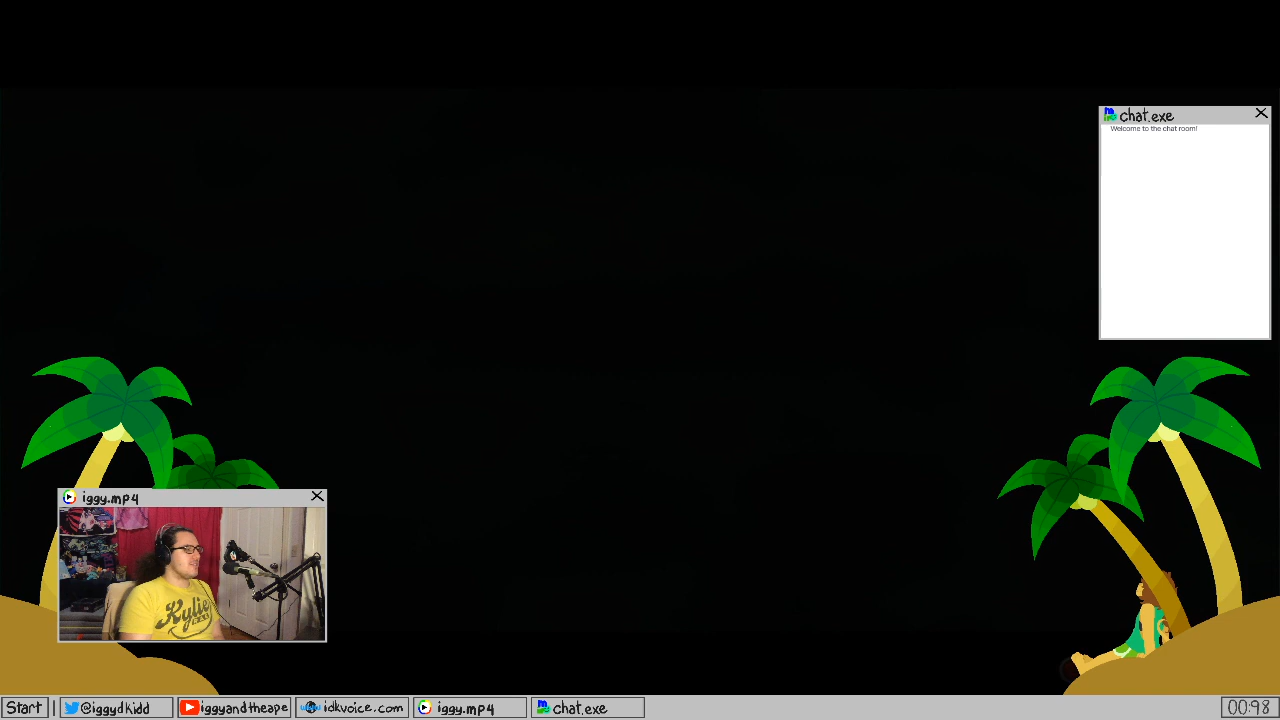 chat.exe
Welcome to the chat room!
iggy.mp4
Kylie
Start | @iggydkidd iggyandtheape idkvoice.com iggy.mp4 chat.exe 00:98